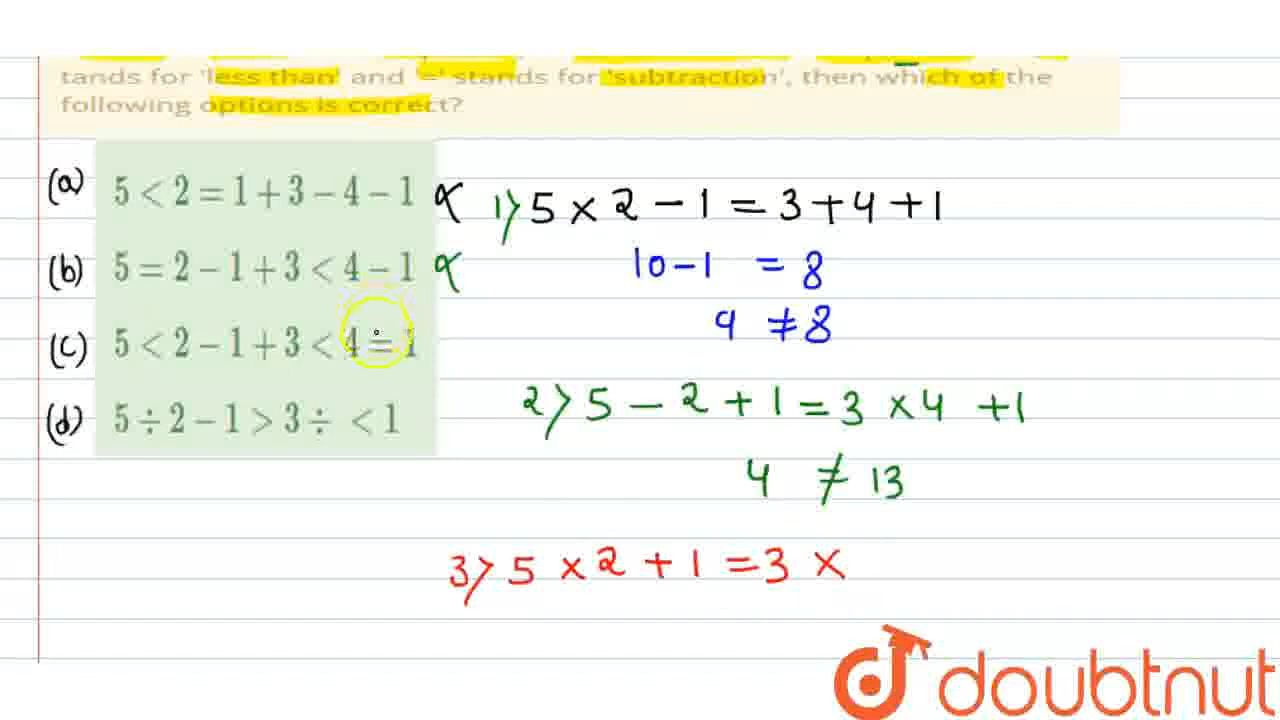 tands for 'less than' and '=' stands for 'subtraction', then which of the
following options is correct?
(a) 5 < 2 = 1 + 3 − 4 − 1
1> 5 × 2 − 1 = 3 + 4 + 1
10 − 1 = 8
9 ≠ 8
(b) 5 = 2 − 1 + 3 < 4 − 1
(c) 5 < 2 − 1 + 3 < 4 = 1
(d) 5 ÷ 2 − 1 > 3 ÷ < 1
2> 5 − 2 + 1 = 3 × 4 + 1
4 ≠ 13
3> 5 × 2 + 1 = 3 ×
doubtnut